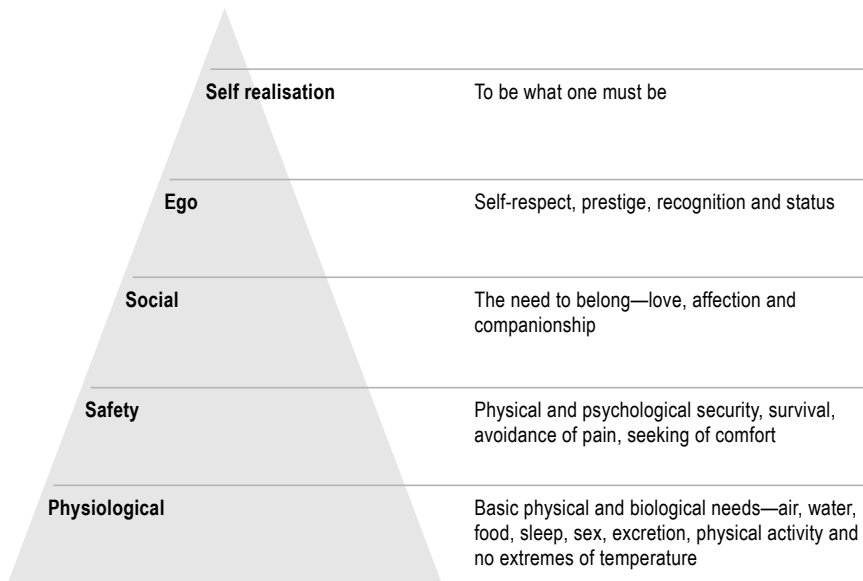 Self realisation To be what one must be
Ego Self-respect, prestige, recognition and status
Social The need to belong—love, affection and
companionship
Safety Physical and psychological security, survival,
avoidance of pain, seeking of comfort
Physiological Basic physical and biological needs—air, water,
food, sleep, sex, excretion, physical activity and
no extremes of temperature